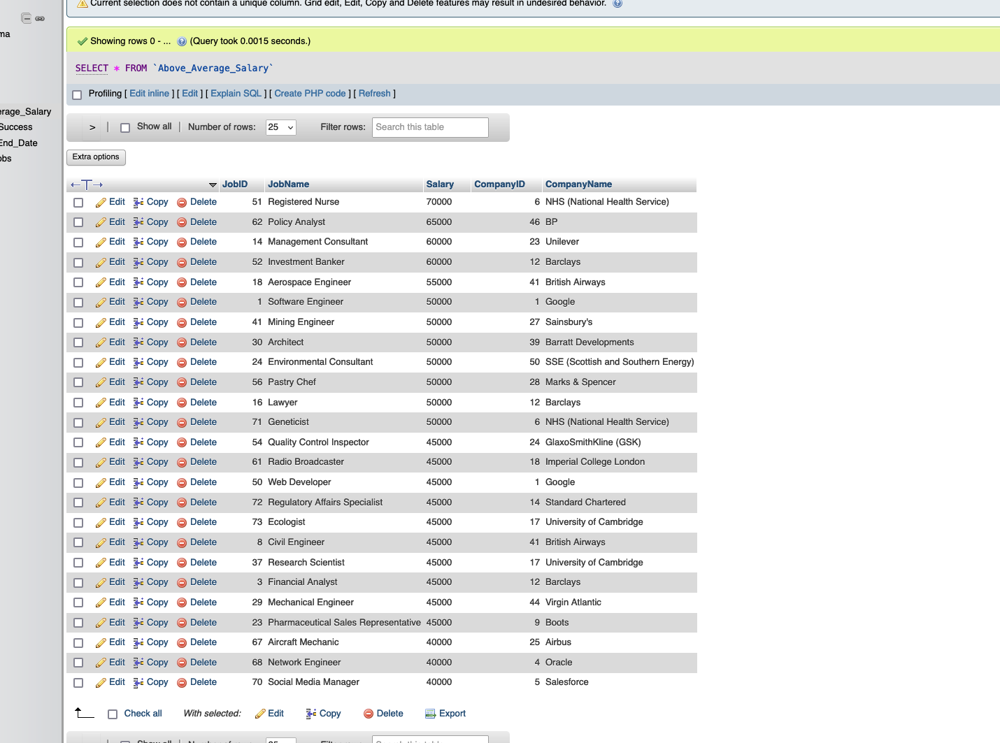 Current selection does not contain a unique column. Grid edit, Edit, Copy and Delete features may result in undesired behavior.
ma
Showing rows 0 - ... (Query took 0.0015 seconds.)
SELECT * FROM `Above_Average_Salary`
Profiling [ Edit inline ] [ Edit ] [ Explain SQL ] [ Create PHP code ] [ Refresh ]
erage_Salary
Success
End_Date
obs
> | Show all | Number of rows: 25 Filter rows: Search this table
Extra options
←T→ JobID JobName Salary CompanyID CompanyName
Edit Copy Delete 51 Registered Nurse 70000 6 NHS (National Health Service)
Edit Copy Delete 62 Policy Analyst 65000 46 BP
Edit Copy Delete 14 Management Consultant 60000 23 Unilever
Edit Copy Delete 52 Investment Banker 60000 12 Barclays
Edit Copy Delete 18 Aerospace Engineer 55000 41 British Airways
Edit Copy Delete 1 Software Engineer 50000 1 Google
Edit Copy Delete 41 Mining Engineer 50000 27 Sainsbury's
Edit Copy Delete 30 Architect 50000 39 Barratt Developments
Edit Copy Delete 24 Environmental Consultant 50000 50 SSE (Scottish and Southern Energy)
Edit Copy Delete 56 Pastry Chef 50000 28 Marks & Spencer
Edit Copy Delete 16 Lawyer 50000 12 Barclays
Edit Copy Delete 71 Geneticist 50000 6 NHS (National Health Service)
Edit Copy Delete 54 Quality Control Inspector 45000 24 GlaxoSmithKline (GSK)
Edit Copy Delete 61 Radio Broadcaster 45000 18 Imperial College London
Edit Copy Delete 50 Web Developer 45000 1 Google
Edit Copy Delete 72 Regulatory Affairs Specialist 45000 14 Standard Chartered
Edit Copy Delete 73 Ecologist 45000 17 University of Cambridge
Edit Copy Delete 8 Civil Engineer 45000 41 British Airways
Edit Copy Delete 37 Research Scientist 45000 17 University of Cambridge
Edit Copy Delete 3 Financial Analyst 45000 12 Barclays
Edit Copy Delete 29 Mechanical Engineer 45000 44 Virgin Atlantic
Edit Copy Delete 23 Pharmaceutical Sales Representative 45000 9 Boots
Edit Copy Delete 67 Aircraft Mechanic 40000 25 Airbus
Edit Copy Delete 68 Network Engineer 40000 4 Oracle
Edit Copy Delete 70 Social Media Manager 40000 5 Salesforce
Check all With selected: Edit Copy Delete Export
| Show all | Number of rows: 25 Filter rows: Search this table